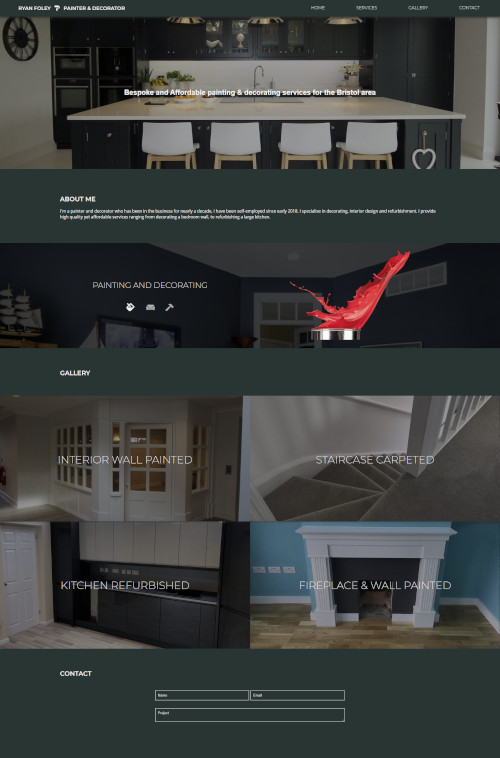 RYAN FOLEY PAINTER & DECORATOR
HOME SERVICES GALLERY CONTACT
Bespoke and Affordable painting & decorating services for the Bristol area
ABOUT ME
I'm a painter and decorator who has been in the business for nearly a decade, I have been self-employed since early 2018. I specialise in decorating, interior design and refurbishment. I provide
high quality yet affordable services ranging from decorating a bedroom wall, to refurbishing a large kitchen.
PAINTING AND DECORATING
GALLERY
INTERIOR WALL PAINTED
STAIRCASE CARPETED
KITCHEN REFURBISHED
FIREPLACE & WALL PAINTED
CONTACT
Name
Email
Project